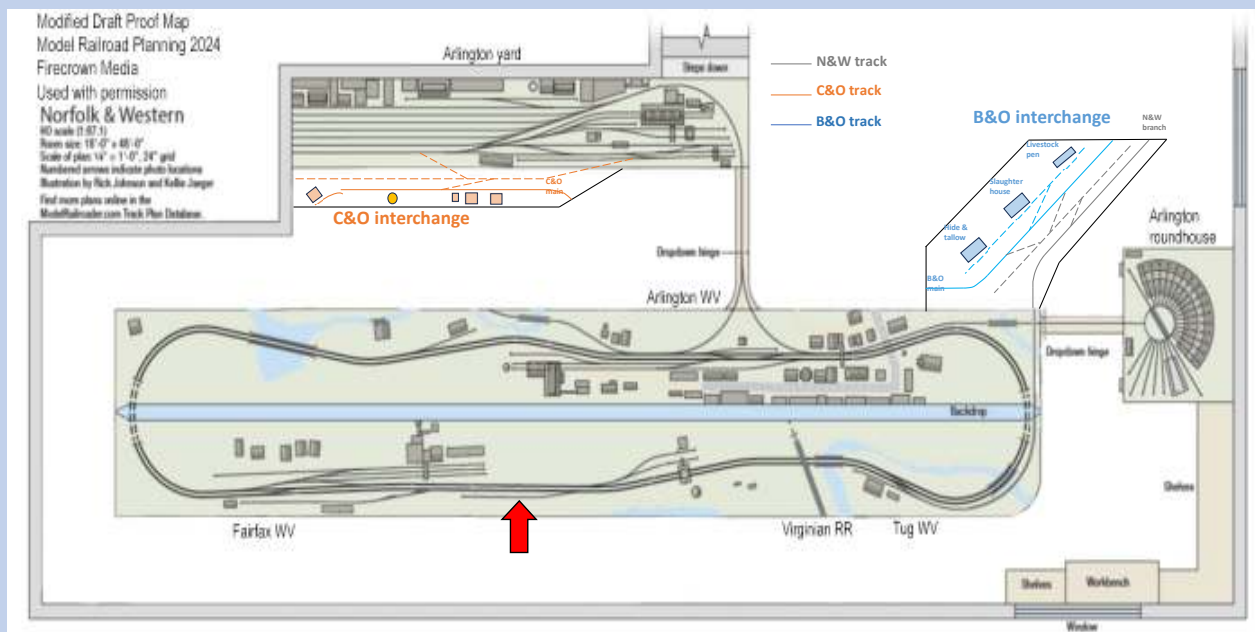 Modified Draft Proof Map
Model Railroad Planning 2024
Firecrown Media
Used with permission
Norfolk & Western
HO scale (1:87.1)
Room size: 18'-0" x 46'-0"
Scale of plan: ¼" = 1'-0", 24" grid
Numbered arrows indicate photo locations
Illustration by Rick Johnson and Kellie Jaeger
Find more plans online in the
ModelRailroader.com Track Plan Database.
Arlington yard
A
Steps down
N&W track
C&O track
B&O track
B&O interchange
N&W
branch
Livestock
pen
Slaughter
house
Hide &
tallow
B&O
main
C&O
main
C&O interchange
Arlington
roundhouse
Dropdown hinge
Arlington WV
Dropdown hinge
Backdrop
Shelves
Fairfax WV
Virginian RR
Tug WV
Shelves
Workbench
Window